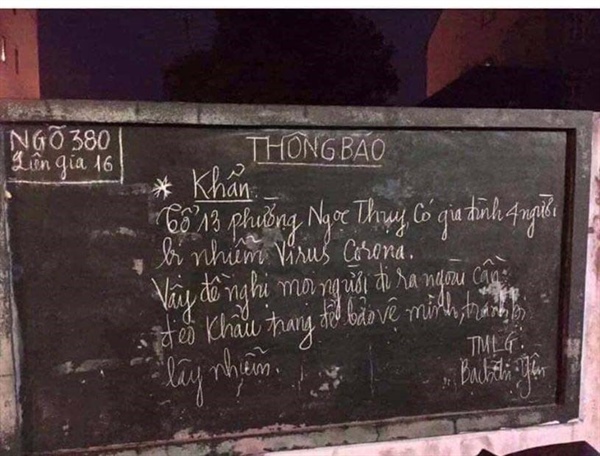 NGÕ 380
Liên gia 16
THÔNG BÁO
* Khẩn.
Tổ 13 phường Ngọc Thụy, Có gia đình 4 người
bị nhiễm Virus Corona.
Vậy đề nghị mọi người đi ra ngoài cần
đeo Khẩu trang để bảo vệ mình, tránh bị
lây nhiễm.
TMLG.
Bạch Yến